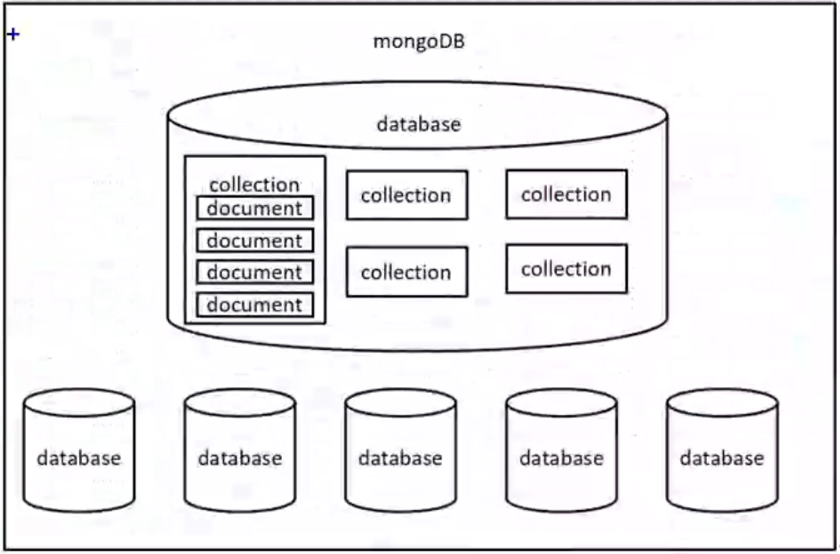 +
mongoDB
database
collection
document
document
document
document
collection
collection
collection
collection
database
database
database
database
database